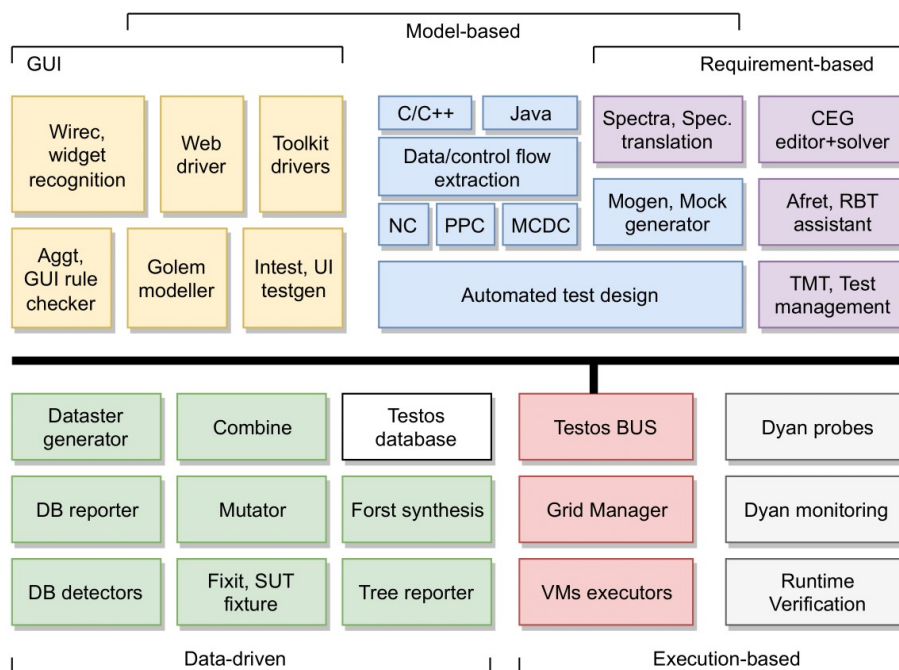 Model-based
GUI
Requirement-based
Wirec,
widget
recognition
Web
driver
Toolkit
drivers
C/C++
Java
Data/control flow
extraction
NC
PPC
MCDC
Spectra, Spec.
translation
CEG
editor+solver
Mogen, Mock
generator
Afret, RBT
assistant
Aggt,
GUI rule
checker
Golem
modeller
Intest, UI
testgen
Automated test design
TMT, Test
management
Dataster
generator
Combine
Testos
database
Testos BUS
Dyan probes
DB reporter
Mutator
Forst synthesis
Grid Manager
Dyan monitoring
DB detectors
Fixit, SUT
fixture
Tree reporter
VMs executors
Runtime
Verification
Data-driven
Execution-based